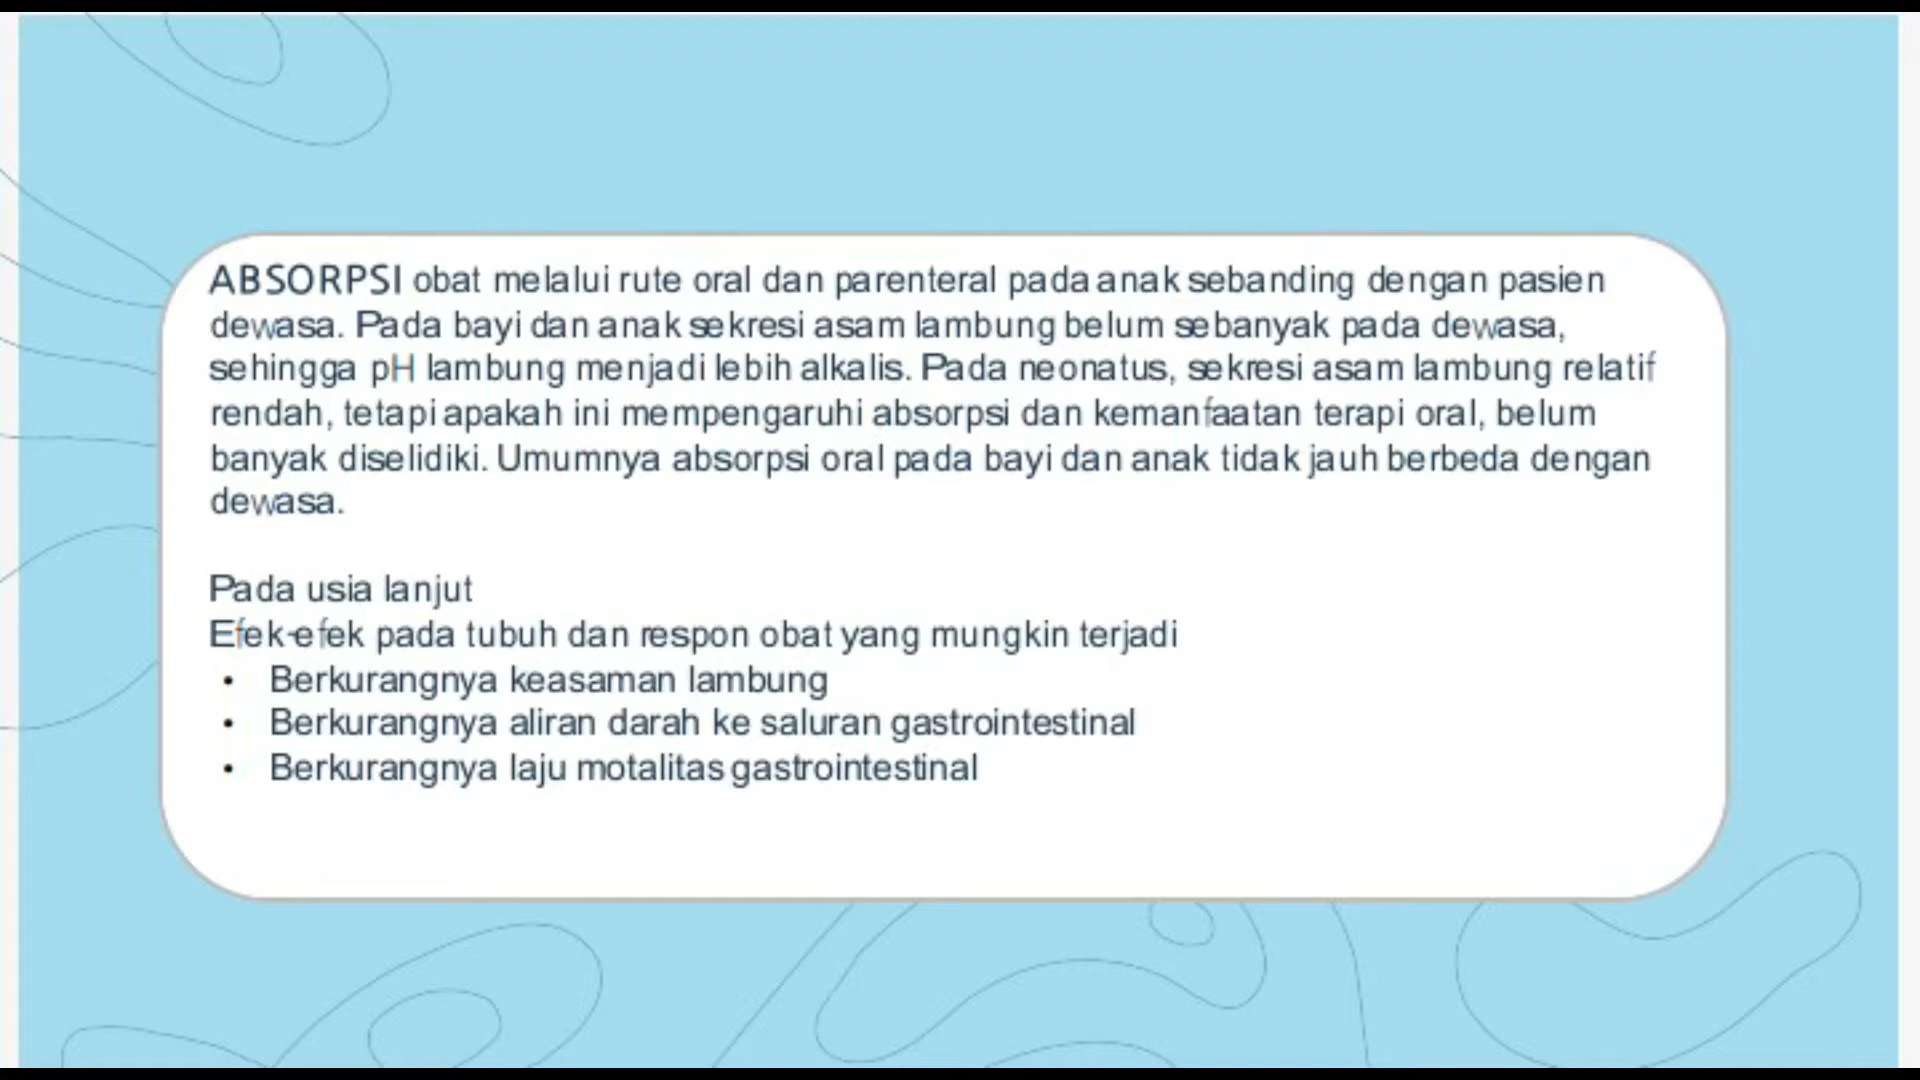 ABSORPSI obat melalui rute oral dan parenteral pada anak sebanding dengan pasien
dewasa. Pada bayi dan anak sekresi asam lambung belum sebanyak pada dewasa,
sehingga pH lambung menjadi lebih alkalis. Pada neonatus, sekresi asam lambung relatif
rendah, tetapi apakah ini mempengaruhi absorpsi dan kemanfaatan terapi oral, belum
banyak diselidiki. Umumnya absorpsi oral pada bayi dan anak tidak jauh berbeda dengan
dewasa.
Pada usia lanjut
Efek-efek pada tubuh dan respon obat yang mungkin terjadi
• Berkurangnya keasaman lambung
• Berkurangnya aliran darah ke saluran gastrointestinal
• Berkurangnya laju motalitas gastrointestinal